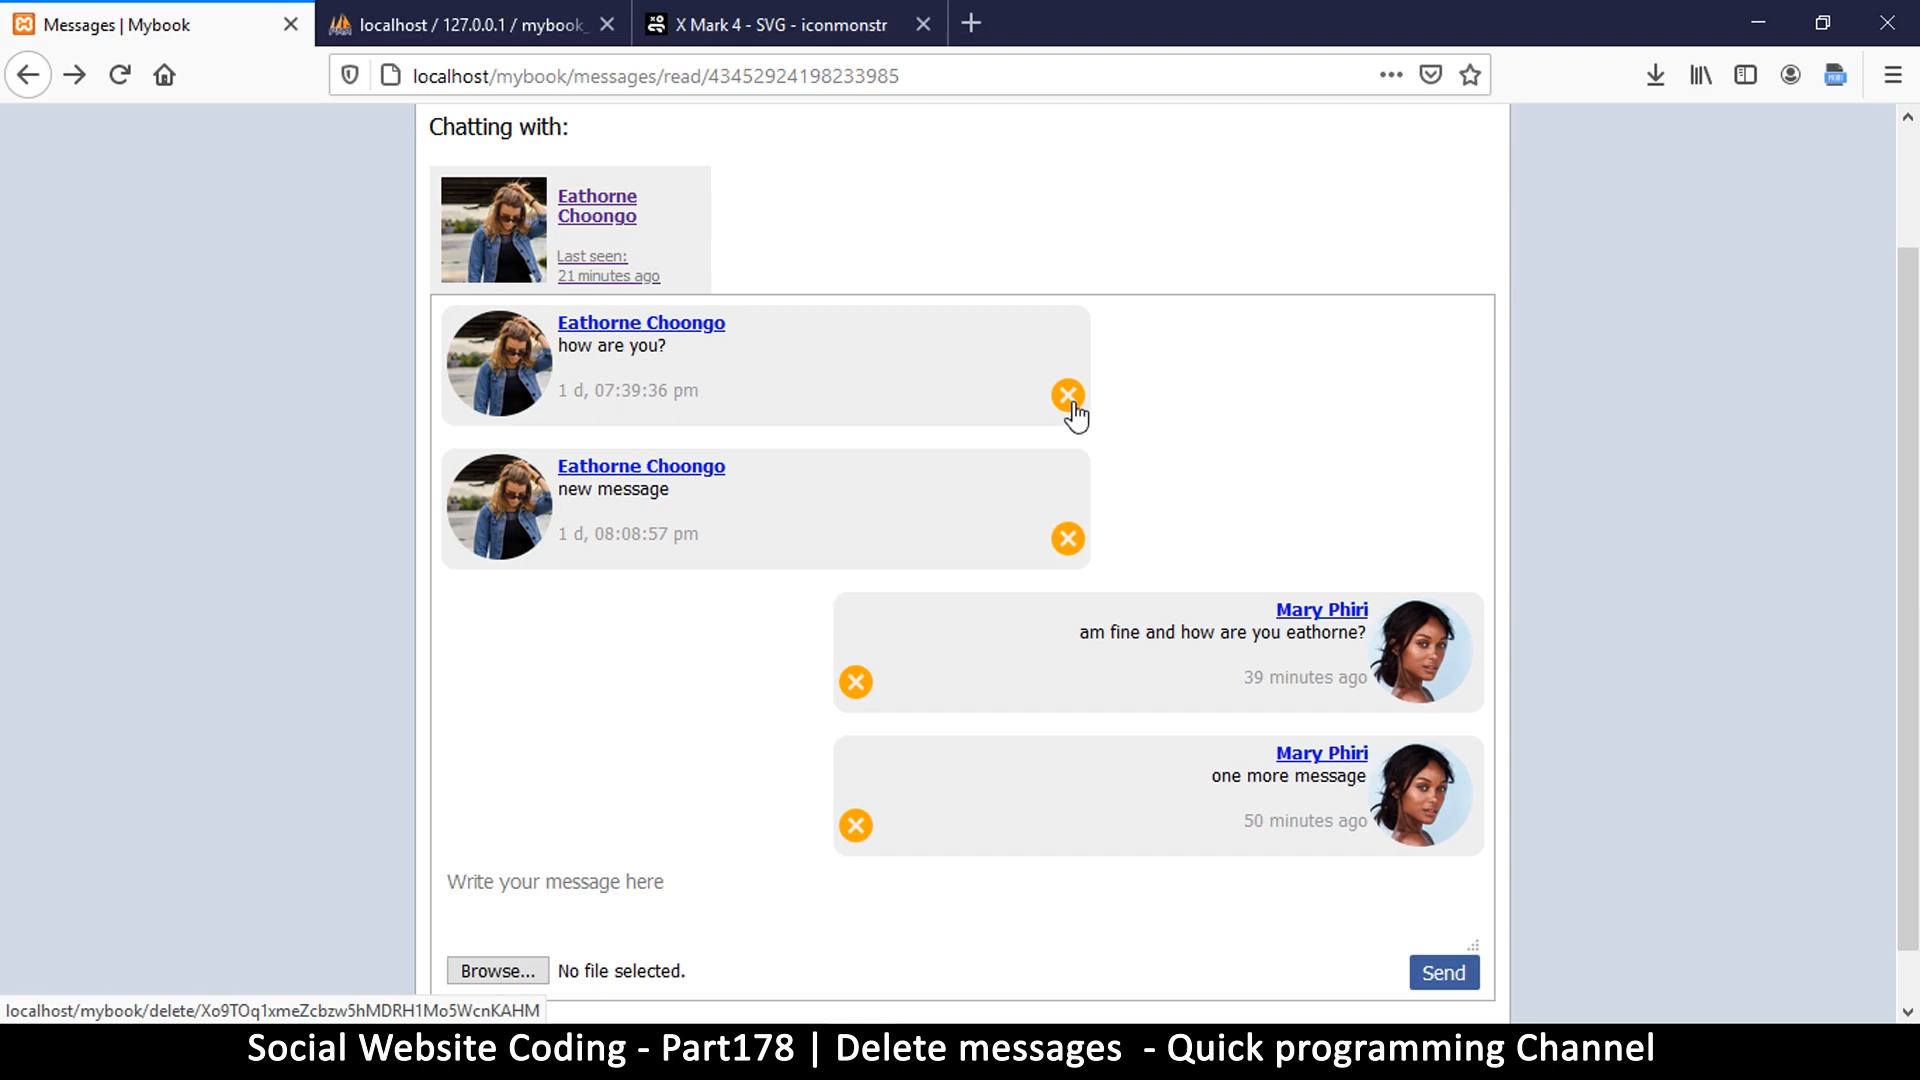 Messages | Mybook
localhost / 127.0.0.1 / mybook_
X Mark 4 - SVG - iconmonstr
localhost/mybook/messages/read/43452924198233985
Chatting with:
Eathorne
Choongo
Last seen:
21 minutes ago
Eathorne Choongo
how are you?
1 d, 07:39:36 pm
Eathorne Choongo
new message
1 d, 08:08:57 pm
Mary Phiri
am fine and how are you eathorne?
39 minutes ago
Mary Phiri
one more message
50 minutes ago
Write your message here
Browse... No file selected.
Send
localhost/mybook/delete/Xo9TOq1xmeZcbzw5hMDRH1Mo5WcnKAHM
Social Website Coding - Part178 | Delete messages - Quick programming Channel